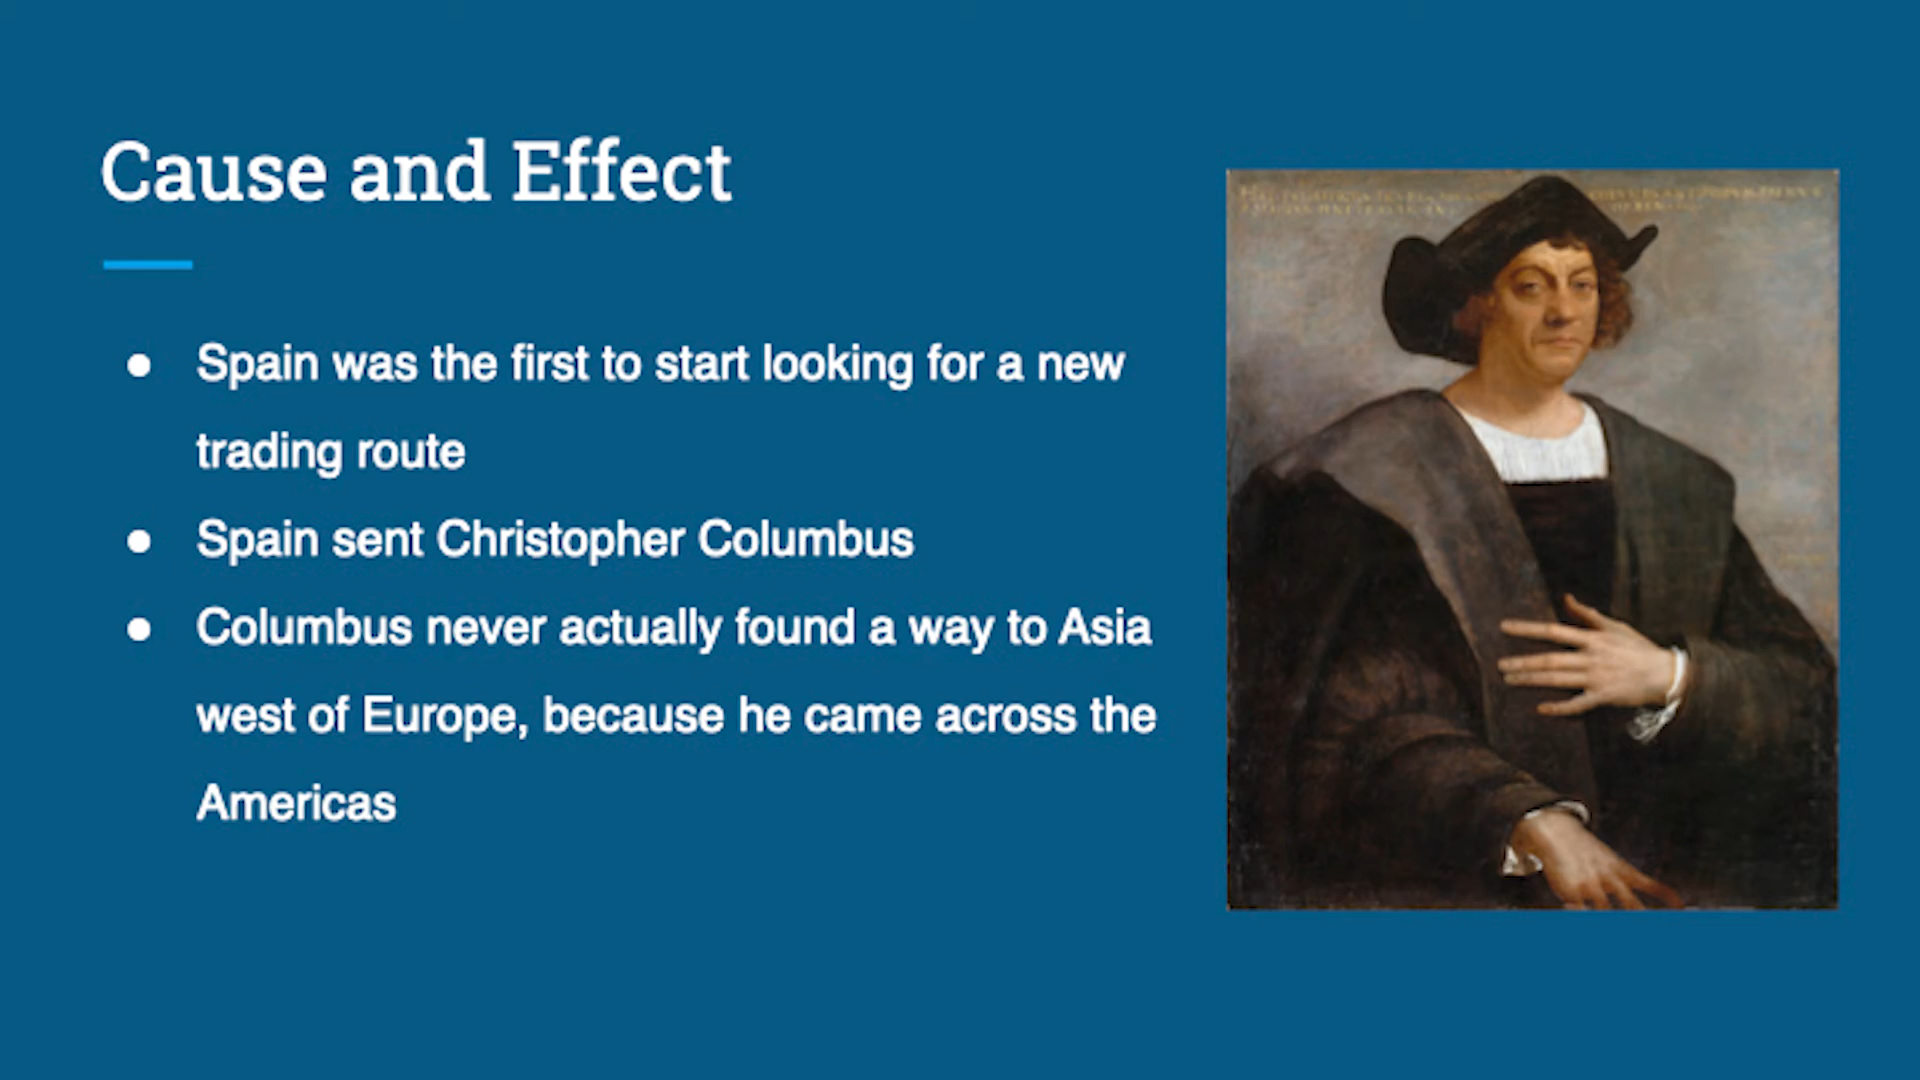 Cause and Effect
● Spain was the first to start looking for a new
trading route
● Spain sent Christopher Columbus
● Columbus never actually found a way to Asia
west of Europe, because he came across the
Americas